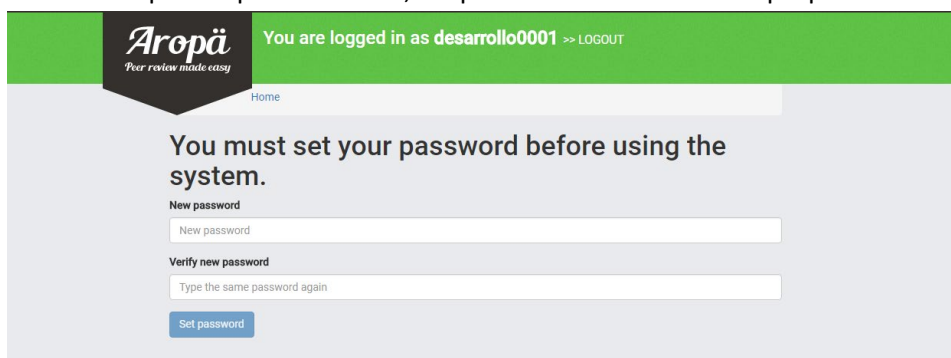 Aropä
Peer review made easy
You are logged in as desarrollo0001 >> LOGOUT
Home
You must set your password before using the
system.
New password
New password
Verify new password
Type the same password again
Set password